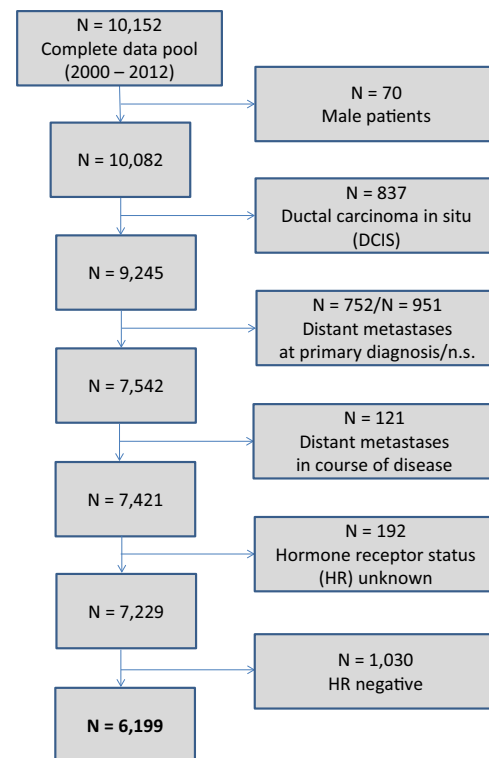 N = 10,152
Complete data pool
(2000 – 2012)
N = 70
Male patients
N = 10,082
N = 837
Ductal carcinoma in situ
(DCIS)
N = 9,245
N = 752/N = 951
Distant metastases
at primary diagnosis/n.s.
N = 7,542
N = 121
Distant metastases
in course of disease
N = 7,421
N = 192
Hormone receptor status
(HR) unknown
N = 7,229
N = 1,030
HR negative
N = 6,199